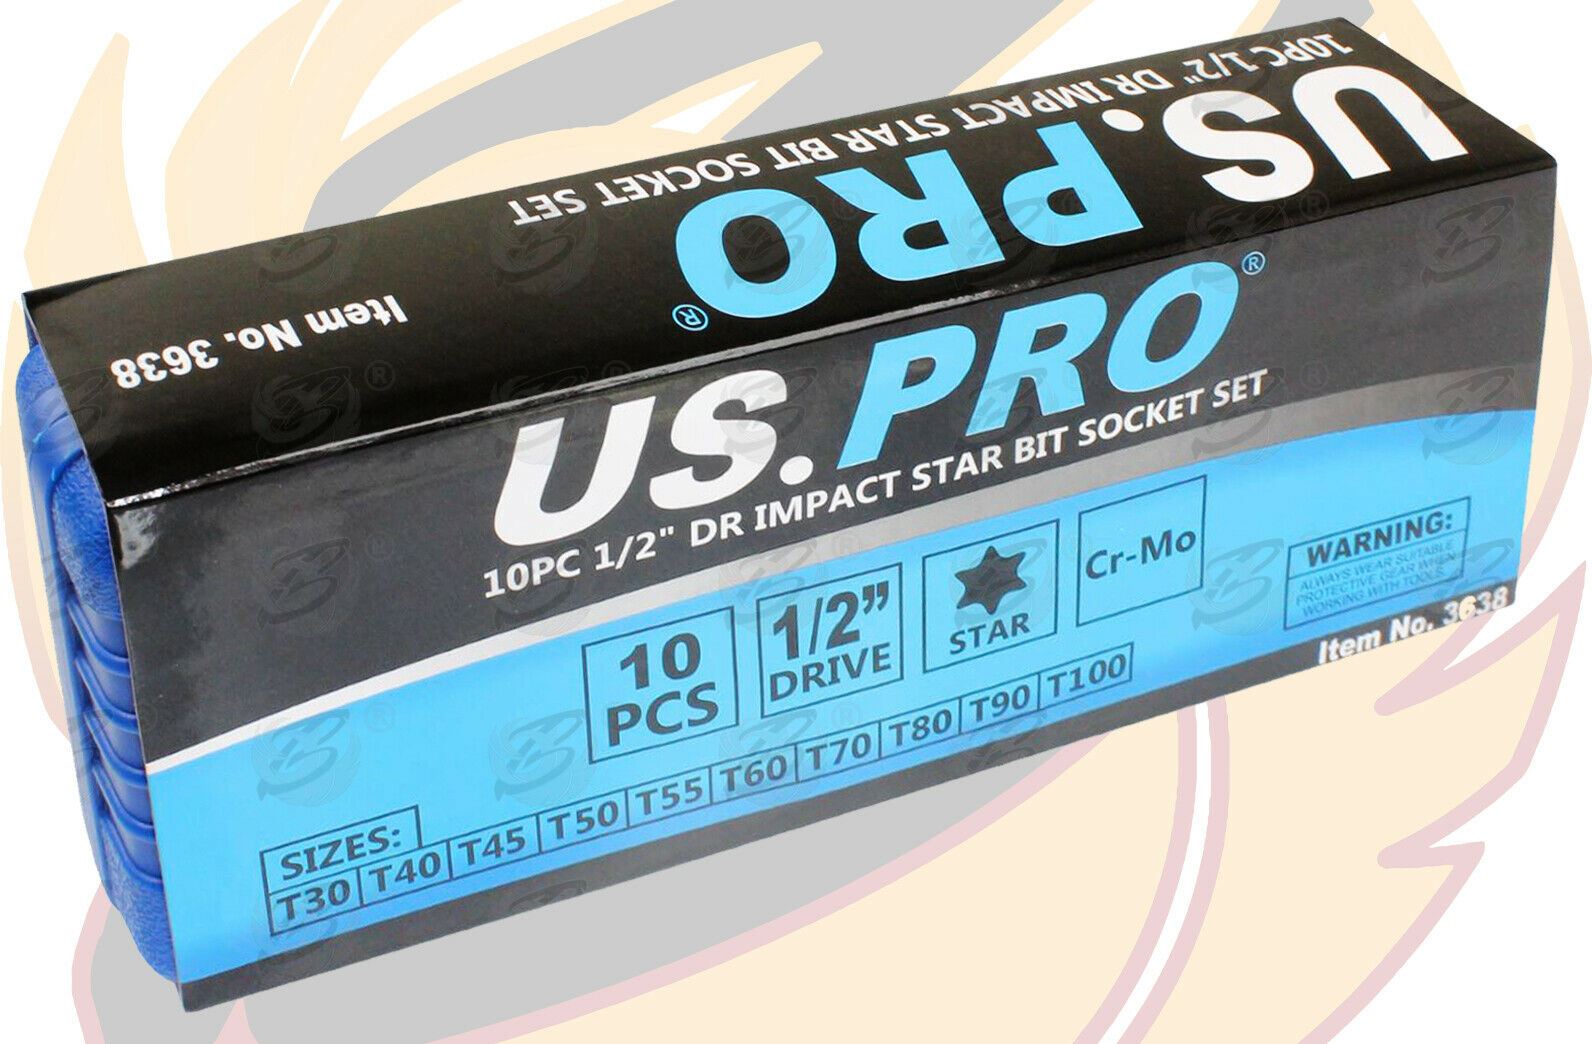 10PC 1/2" DR IMPACT STAR BIT SOCKET SET
US.PRO®
Item No. 3638
US.PRO®
10PC 1/2" DR IMPACT STAR BIT SOCKET SET
10 PCS
1/2” DRIVE
STAR
Cr-Mo
WARNING:
ALWAYS WEAR SUITABLE
PROTECTIVE GEAR WHEN
WORKING WITH TOOLS
Item No. 3638
SIZES:
T30 T40 T45 T50 T55 T60 T70 T80 T90 T100